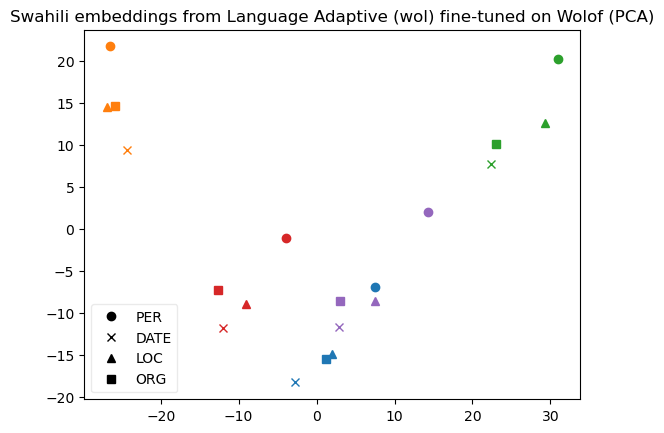 Swahili embeddings from Language Adaptive (wol) fine-tuned on Wolof (PCA)
20
15
10
5
0
−5
−10
−15
−20
PER
DATE
LOC
ORG
−20 −10 0 10 20 30